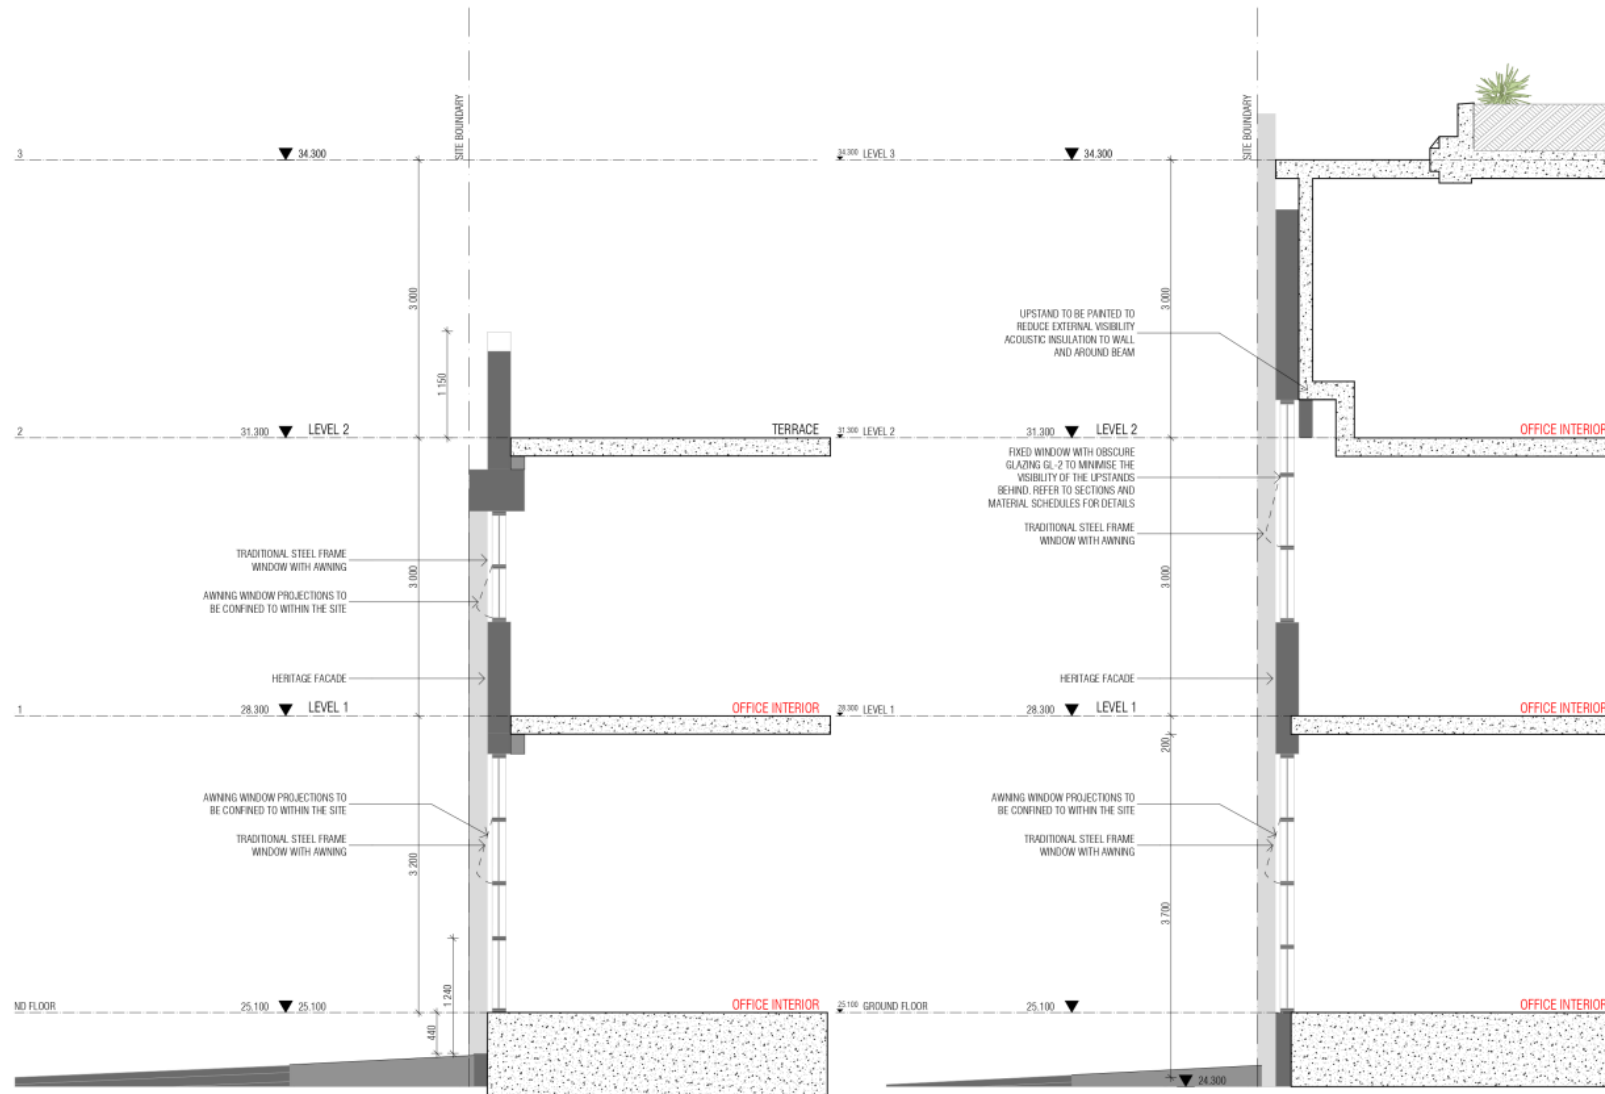 SITE BOUNDARY
3
34.300
3 000
1 150
2
31.300
LEVEL 2
TERRACE
TRADITIONAL STEEL FRAME
WINDOW WITH AWNING
3 000
AWNING WINDOW PROJECTIONS TO
BE CONFINED TO WITHIN THE SITE
HERITAGE FACADE
1
28.300
LEVEL 1
OFFICE INTERIOR
AWNING WINDOW PROJECTIONS TO
BE CONFINED TO WITHIN THE SITE
TRADITIONAL STEEL FRAME
WINDOW WITH AWNING
3 200
1 240
440
ND FLOOR
25.100
25.100
OFFICE INTERIOR
SITE BOUNDARY
34.300 LEVEL 3
34.300
3 000
UPSTAND TO BE PAINTED TO
REDUCE EXTERNAL VISIBILITY
ACOUSTIC INSULATION TO WALL
AND AROUND BEAM
31.300 LEVEL 2
31.300
LEVEL 2
OFFICE INTERIOR
FIXED WINDOW WITH OBSCURE
GLAZING GL-2 TO MINIMISE THE
VISIBILITY OF THE UPSTANDS
BEHIND. REFER TO SECTIONS AND
MATERIAL SCHEDULES FOR DETAILS
TRADITIONAL STEEL FRAME
WINDOW WITH AWNING
3 000
HERITAGE FACADE
28.300 LEVEL 1
28.300
LEVEL 1
OFFICE INTERIOR
200
AWNING WINDOW PROJECTIONS TO
BE CONFINED TO WITHIN THE SITE
TRADITIONAL STEEL FRAME
WINDOW WITH AWNING
3 700
25.100 GROUND FLOOR
25.100
OFFICE INTERIOR
24.300